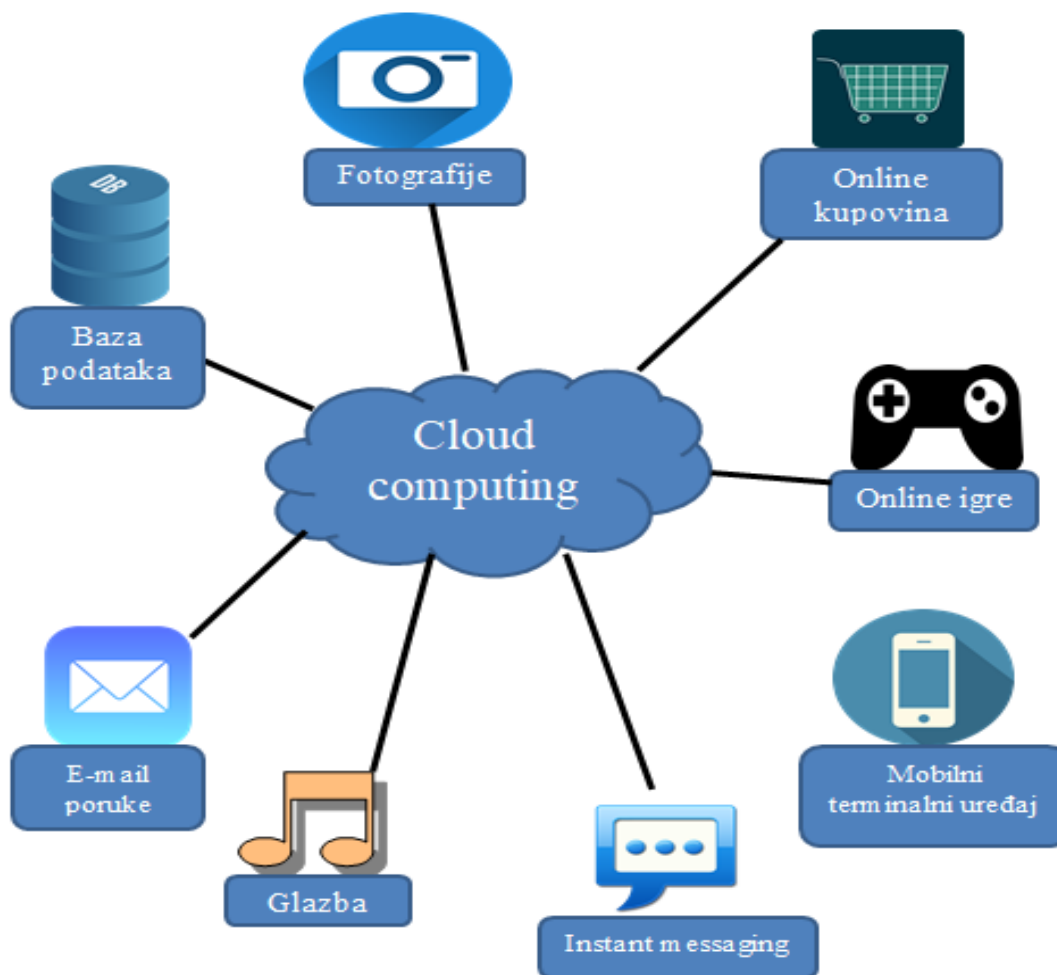 Fotografije
Online
kupovina
DB
Baza
podataka
Cloud
computing
Online igre
E-mail
poruke
Mobilni
terminalni uređaj
Glazba
Instant messaging